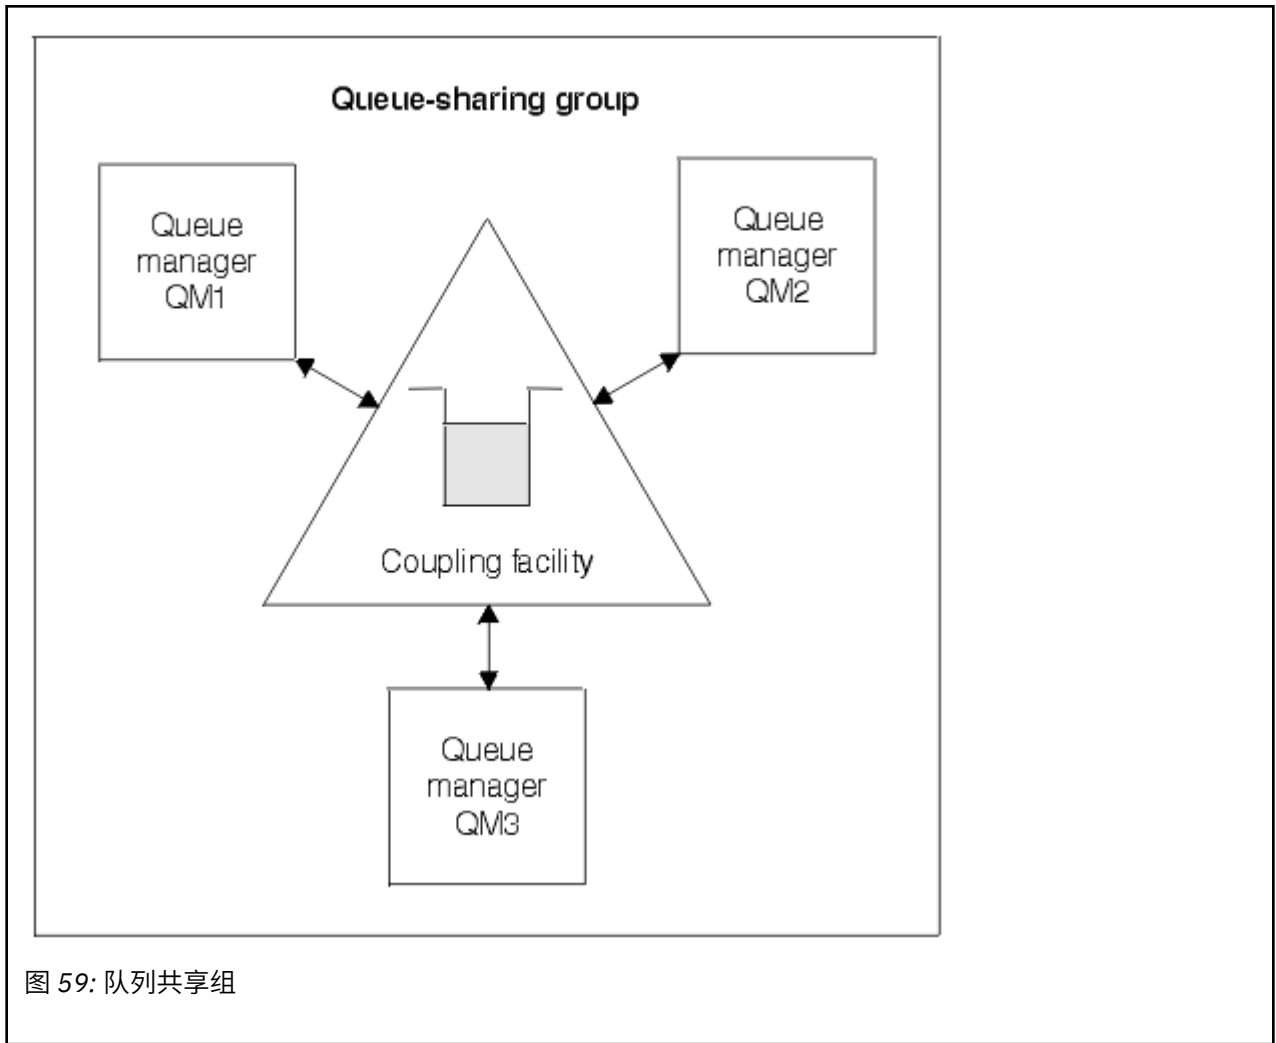 Queue-sharing group
Queue
manager
QM1
Queue
manager
QM2
Coupling facility
Queue
manager
QM3
图 59: 队列共享组